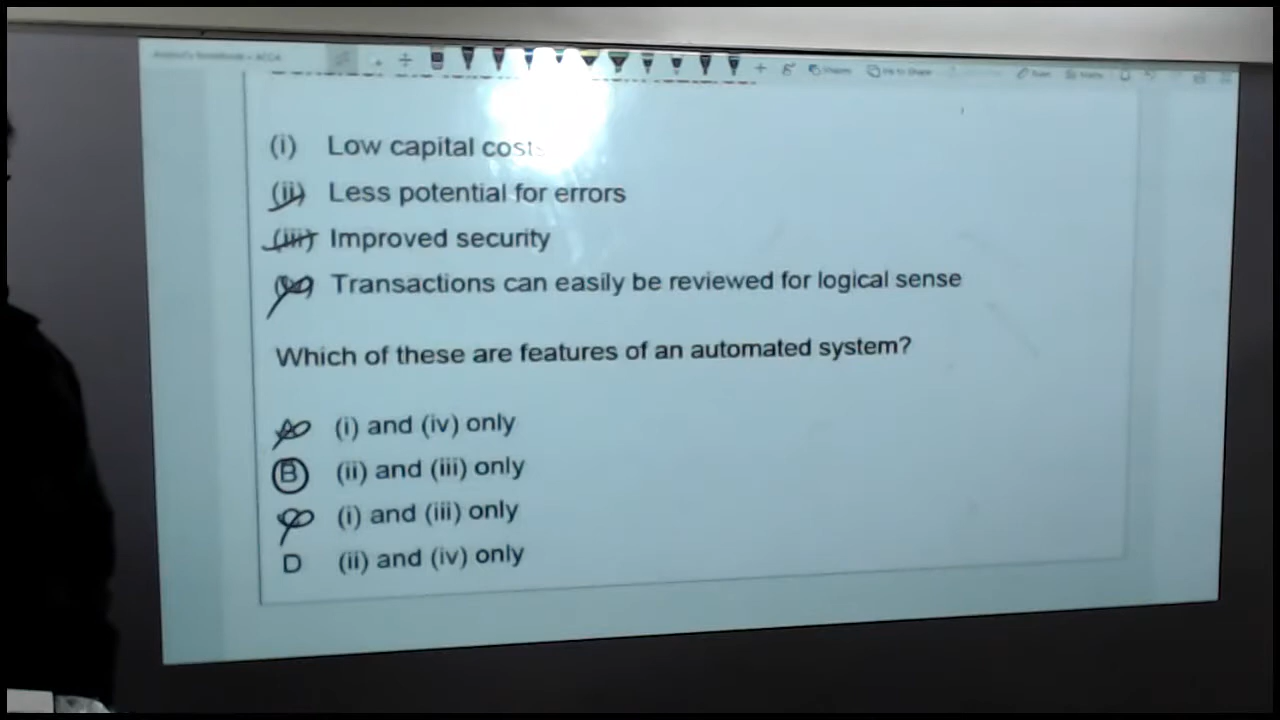 (i) Low capital costs
(ii) Less potential for errors
(iii) Improved security
Transactions can easily be reviewed for logical sense
Which of these are features of an automated system?
A (i) and (iv) only
B (ii) and (iii) only
(i) and (iii) only
D (ii) and (iv) only